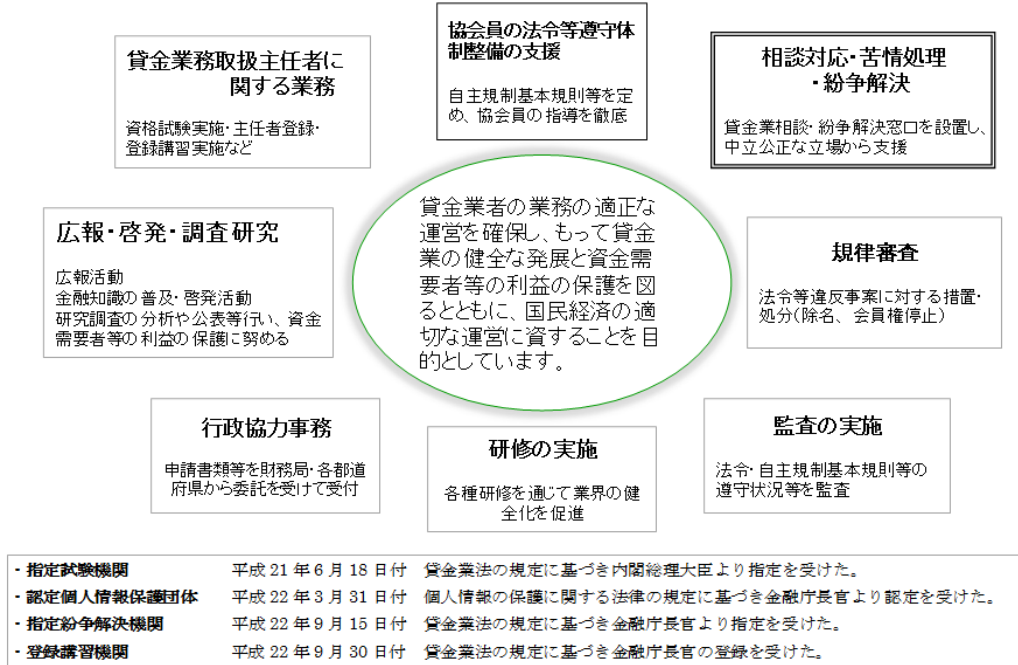 貸金業務取扱主任者に
関する業務
資格試験実施・主任者登録・
登録講習実施など
協会員の法令等遵守体
制整備の支援
自主規制基本規則等を定
め、協会員の指導を徹底
相談対応・苦情処理
・紛争解決
貸金業相談・紛争解決窓口を設置し、
中立公正な立場から支援
広報・啓発・調査研究
広報活動
金融知識の普及・啓発活動
研究調査の分析や公表等行い、資金
需要者等の利益の保護に努める
貸金業者の業務の適正な
運営を確保し、もって貸金
業の健全な発展と資金需
要者等の利益の保護を図
るとともに、国民経済の適
切な運営に資することを目
的としています。
規律審査
法令等違反事案に対する措置・
処分(除名、会員権停止)
行政協力事務
申請書類等を財務局・各都道
府県から委託を受けて受付
研修の実施
各種研修を通じて業界の健
全化を促進
監査の実施
法令・自主規制基本規則等の
遵守状況等を監査
・指定試験機関 平成 21 年 6 月 18 日付 貸金業法の規定に基づき内閣総理大臣より指定を受けた。
・認定個人情報保護団体 平成 22 年 3 月 31 日付 個人情報の保護に関する法律の規定に基づき金融庁長官より認定を受けた。
・指定紛争解決機関 平成 22 年 9 月 15 日付 貸金業法の規定に基づき金融庁長官より指定を受けた。
・登録講習機関 平成 22 年 9 月 30 日付 貸金業法の規定に基づき金融庁長官の登録を受けた。